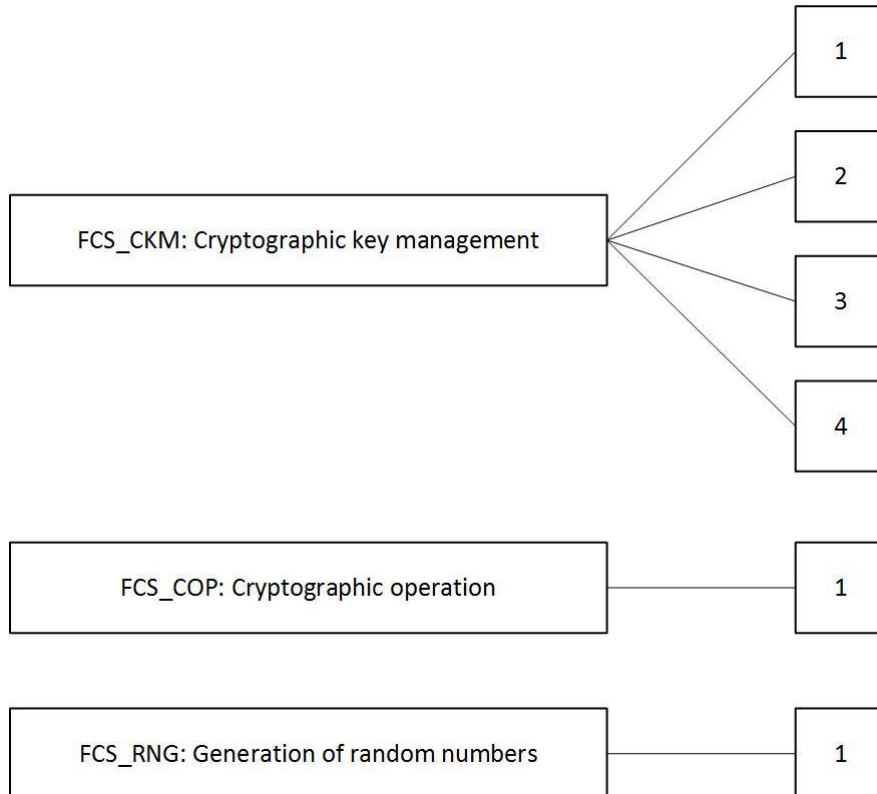 1
2
FCS_CKM: Cryptographic key management
3
4
FCS_COP: Cryptographic operation
1
FCS_RNG: Generation of random numbers
1